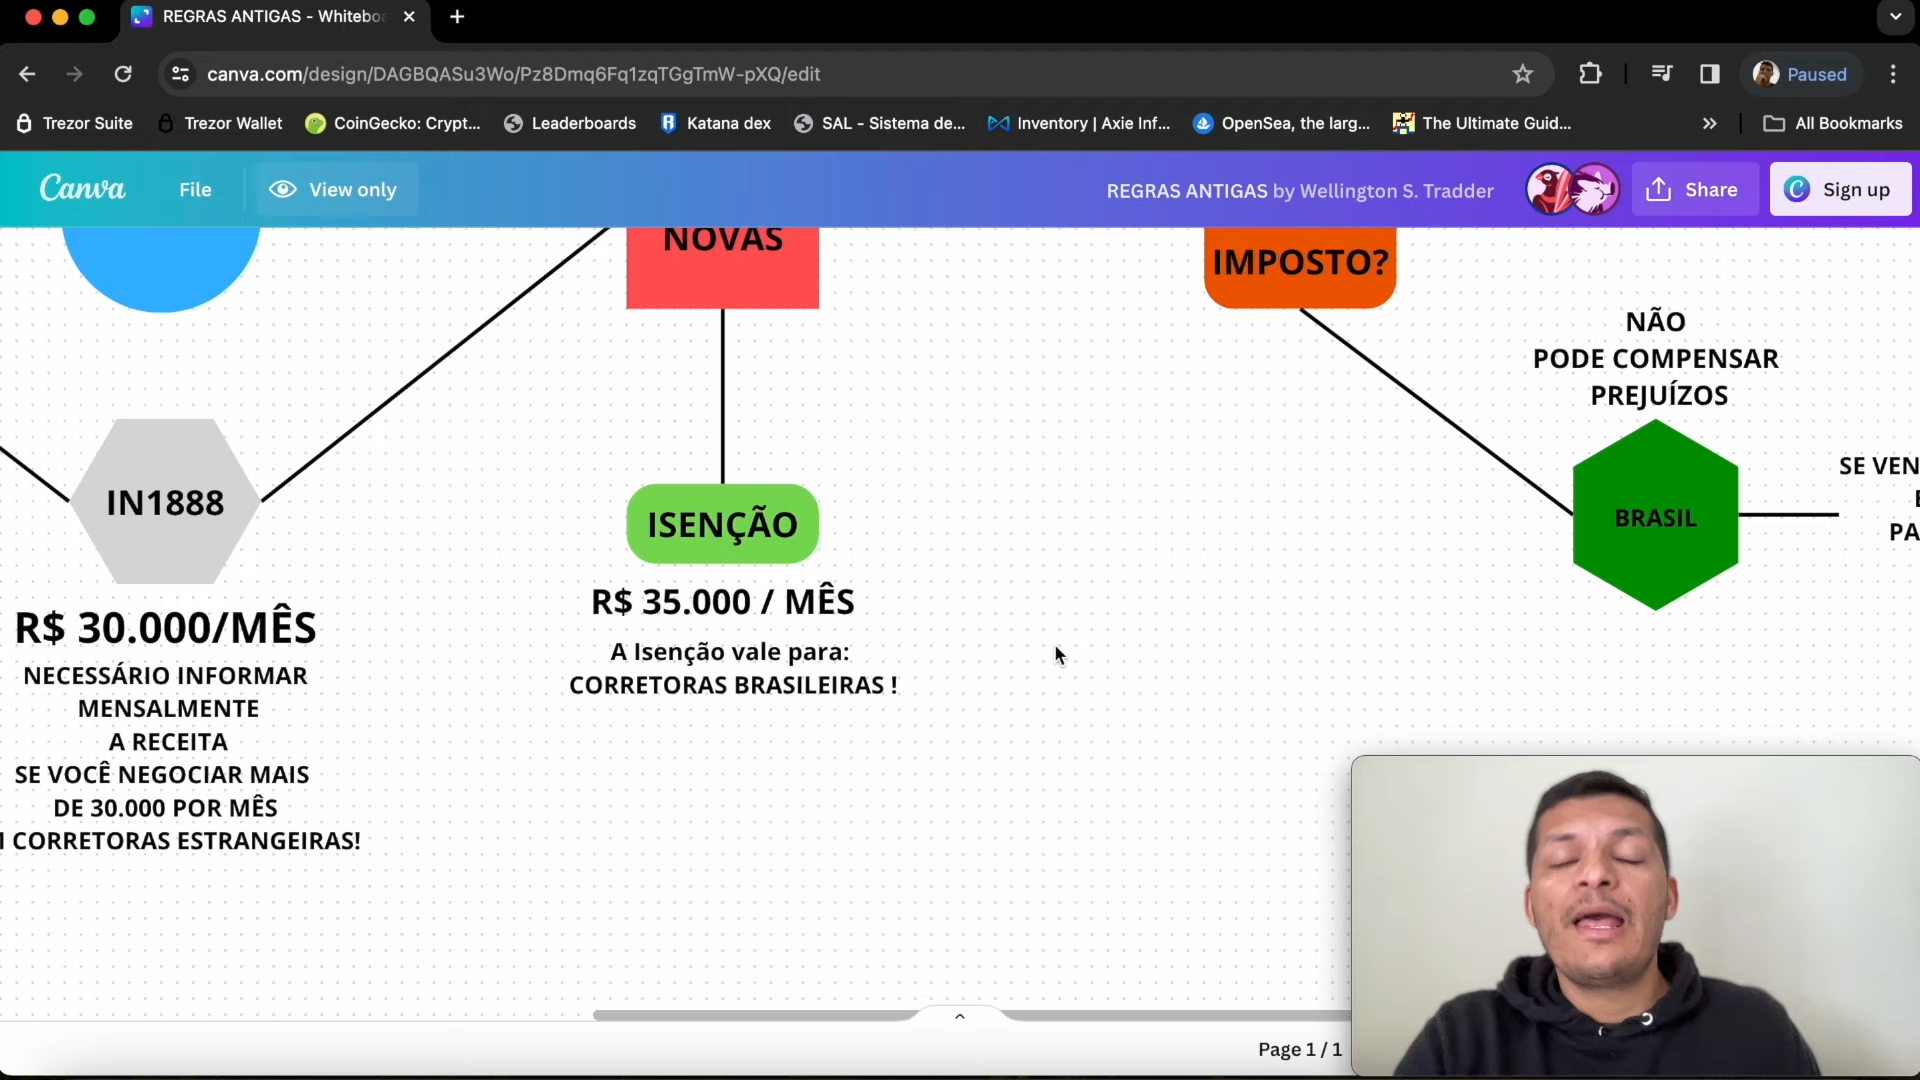 REGRAS ANTIGAS - Whitebo
canva.com/design/DAGBQASu3Wo/Pz8Dmq6Fq1zqTGgTmW-pXQ/edit
Paused
Trezor Suite
Trezor Wallet
CoinGecko: Crypt...
Leaderboards
Katana dex
SAL - Sistema de...
Inventory | Axie Inf...
OpenSea, the larg...
The Ultimate Guid...
All Bookmarks
Canva
File
View only
REGRAS ANTIGAS by Wellington S. Tradder
Share
Sign up
NOVAS
IMPOSTO?
NÃO
PODE COMPENSAR
PREJUÍZOS
IN1888
ISENÇÃO
BRASIL
SE VEN
E
PA
R$ 35.000 / MÊS
A Isenção vale para:
CORRETORAS BRASILEIRAS !
R$ 30.000/MÊS
NECESSÁRIO INFORMAR
MENSALMENTE
A RECEITA
SE VOCÊ NEGOCIAR MAIS
DE 30.000 POR MÊS
CORRETORAS ESTRANGEIRAS!
Page 1 / 1